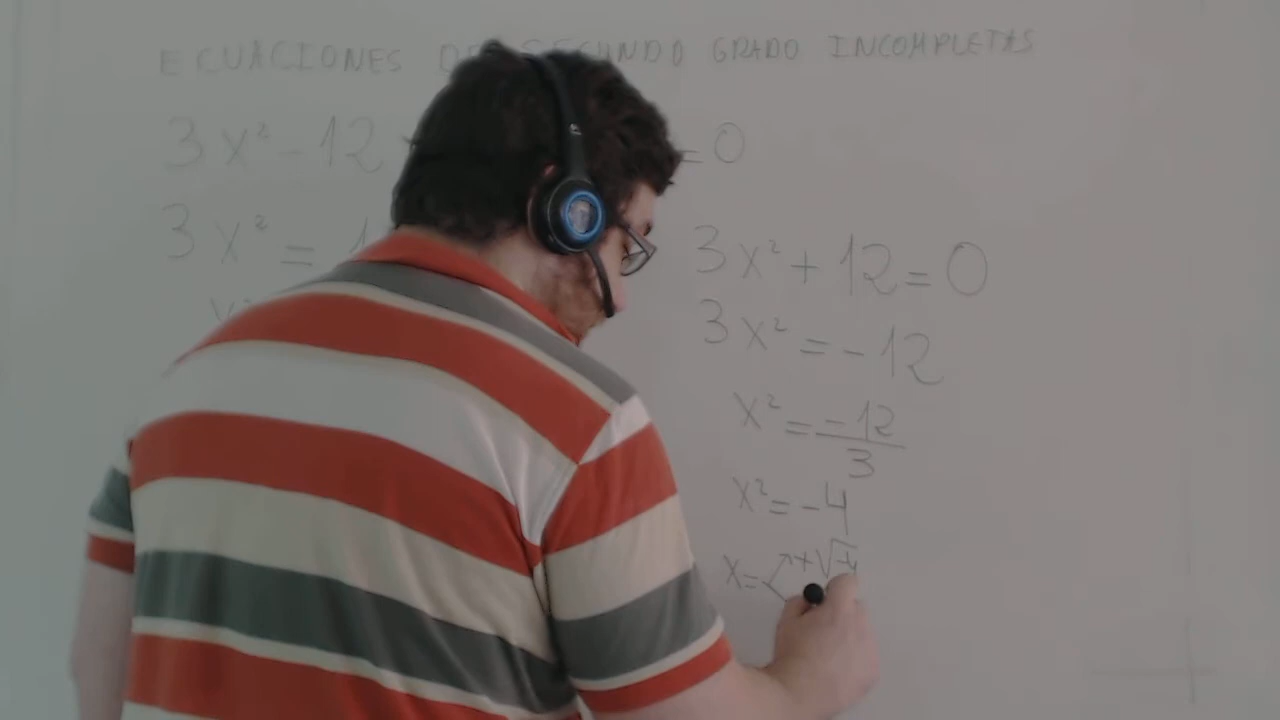 ECUACIONES SEGUNDO GRADO INCOMPLETAS
3x² - 12 = 0
3x² = 1
3x² + 12 = 0
3x² = - 12
x² = -12/3
x² = -4
x = +√-4